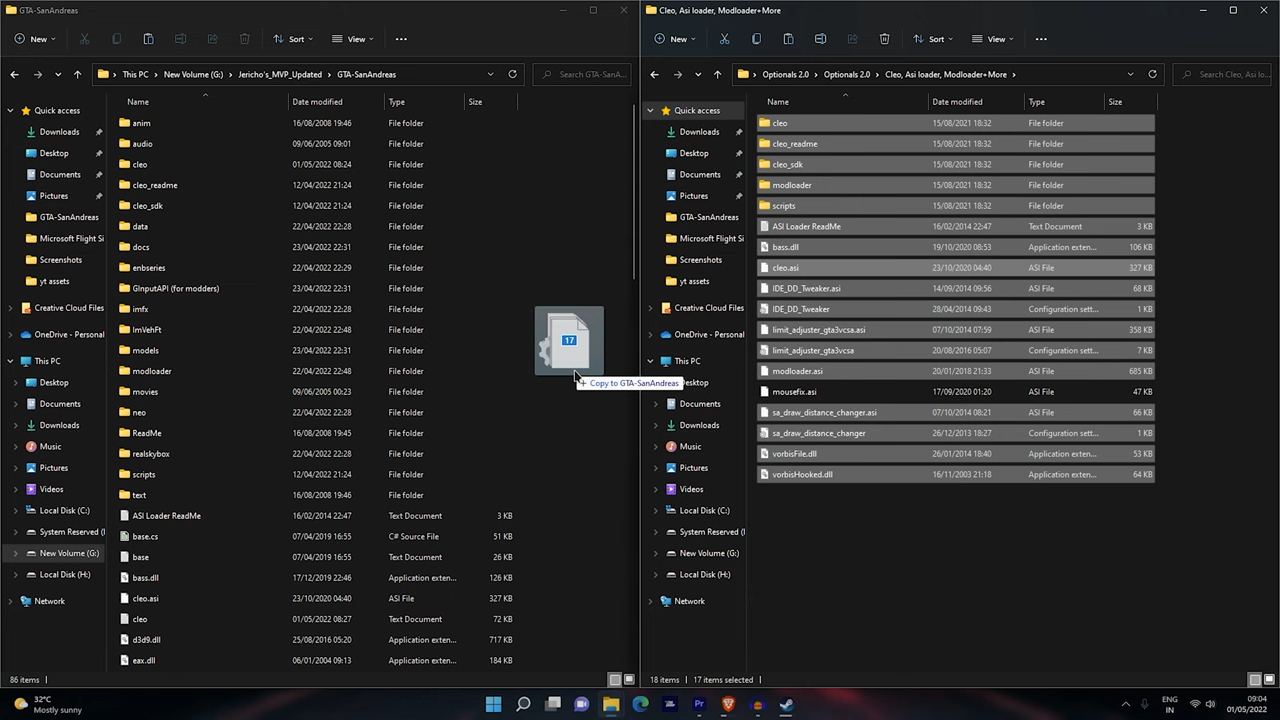 GTA-SanAndreas
New
Sort
View
This PC > New Volume (G:) > Jericho's_MVP_Updated > GTA-SanAndreas
Search GTA-SanA...
Quick access
Downloads
Desktop
Documents
Pictures
GTA-SanAndreas
Microsoft Flight Si
Screenshots
yt assets
Creative Cloud Files
OneDrive - Personal
This PC
Desktop
Documents
Downloads
Music
Pictures
Videos
Local Disk (C:)
System Reserved (
New Volume (G:)
Local Disk (H:)
Network
Name Date modified Type Size
anim 16/08/2008 19:46 File folder
audio 09/06/2005 09:01 File folder
cleo 01/05/2022 08:24 File folder
cleo_readme 12/04/2022 21:24 File folder
cleo_sdk 12/04/2022 21:24 File folder
data 22/04/2022 22:29 File folder
docs 23/04/2022 22:31 File folder
enbseries 22/04/2022 22:29 File folder
GInputAPI (for modders) 23/04/2022 22:31 File folder
imfx 22/04/2022 22:48 File folder
ImVehFt 22/04/2022 22:48 File folder
models 23/04/2022 22:31 File folder
modloader 22/04/2022 22:48 File folder
movies 09/06/2005 00:23 File folder
neo 22/04/2022 22:48 File folder
ReadMe 16/08/2008 19:45 File folder
realskybox 22/04/2022 22:48 File folder
scripts 12/04/2022 21:24 File folder
text 16/08/2008 19:46 File folder
ASI Loader ReadMe 16/02/2014 22:47 Text Document 3 KB
base.cs 07/04/2019 16:55 C# Source File 51 KB
base 07/04/2019 16:55 Text Document 26 KB
bass.dll 17/12/2019 22:46 Application exten... 126 KB
cleo.asi 23/10/2020 04:40 ASI File 327 KB
cleo 01/05/2022 08:27 Text Document 72 KB
d3d9.dll 25/08/2016 05:20 Application exten... 717 KB
eax.dll 06/01/2004 09:13 Application exten... 184 KB
86 items
17
+ Copy to GTA-SanAndreas
Cleo, Asi loader, Modloader+More
New
Sort
View
Optionals 2.0 > Optionals 2.0 > Cleo, Asi loader, Modloader+More >
Search Cleo, As...
Quick access
Downloads
Desktop
Documents
Pictures
GTA-SanAndreas
Microsoft Flight Si
Screenshots
yt assets
Creative Cloud Files
OneDrive - Personal
This PC
Desktop
Documents
Downloads
Music
Pictures
Videos
Local Disk (C:)
System Reserved (
New Volume (G:)
Local Disk (H:)
Network
Name Date modified Type Size
cleo 15/08/2021 18:32 File folder
cleo_readme 15/08/2021 18:32 File folder
cleo_sdk 15/08/2021 18:32 File folder
modloader 15/08/2021 18:32 File folder
scripts 15/08/2021 18:32 File folder
ASI Loader ReadMe 16/02/2014 22:47 Text Document 3 KB
bass.dll 19/10/2020 08:53 Application exten... 106 KB
cleo.asi 23/10/2020 04:40 ASI File 327 KB
IDE_DD_Tweaker.asi 14/09/2014 09:56 ASI File 68 KB
IDE_DD_Tweaker 23/09/2014 18:09 Configuration sett... 1 KB
limit_adjuster_gta3vcsa.asi 07/10/2014 07:59 ASI File 358 KB
limit_adjuster_gta3vcsa 20/08/2016 05:07 Configuration sett... 7 KB
modloader.asi 20/01/2018 21:33 ASI File 685 KB
mousefix.asi 17/09/2020 01:20 ASI File 47 KB
sa_draw_distance_changer.asi 07/10/2014 08:21 ASI File 66 KB
sa_draw_distance_changer 26/12/2013 18:27 Configuration sett... 1 KB
vorbisFile.dll 26/01/2014 18:40 Application exten... 53 KB
vorbisHooked.dll 16/11/2003 21:18 Application exten... 64 KB
18 items 17 items selected
32°C
Mostly sunny
ENG
IN
09:04
01/05/2022